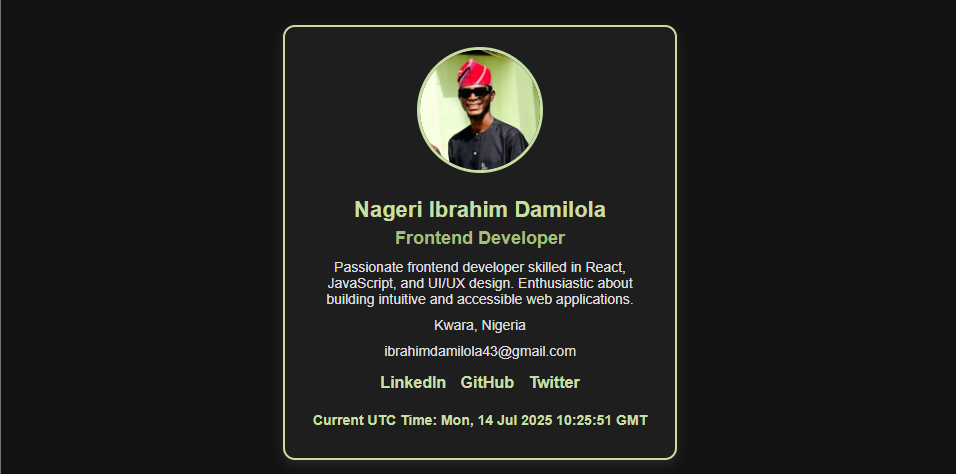 Nageri Ibrahim Damilola
Frontend Developer
Passionate frontend developer skilled in React,
JavaScript, and UI/UX design. Enthusiastic about
building intuitive and accessible web applications.
Kwara, Nigeria
ibrahimdamilola43@gmail.com
LinkedIn GitHub Twitter
Current UTC Time: Mon, 14 Jul 2025 10:25:51 GMT